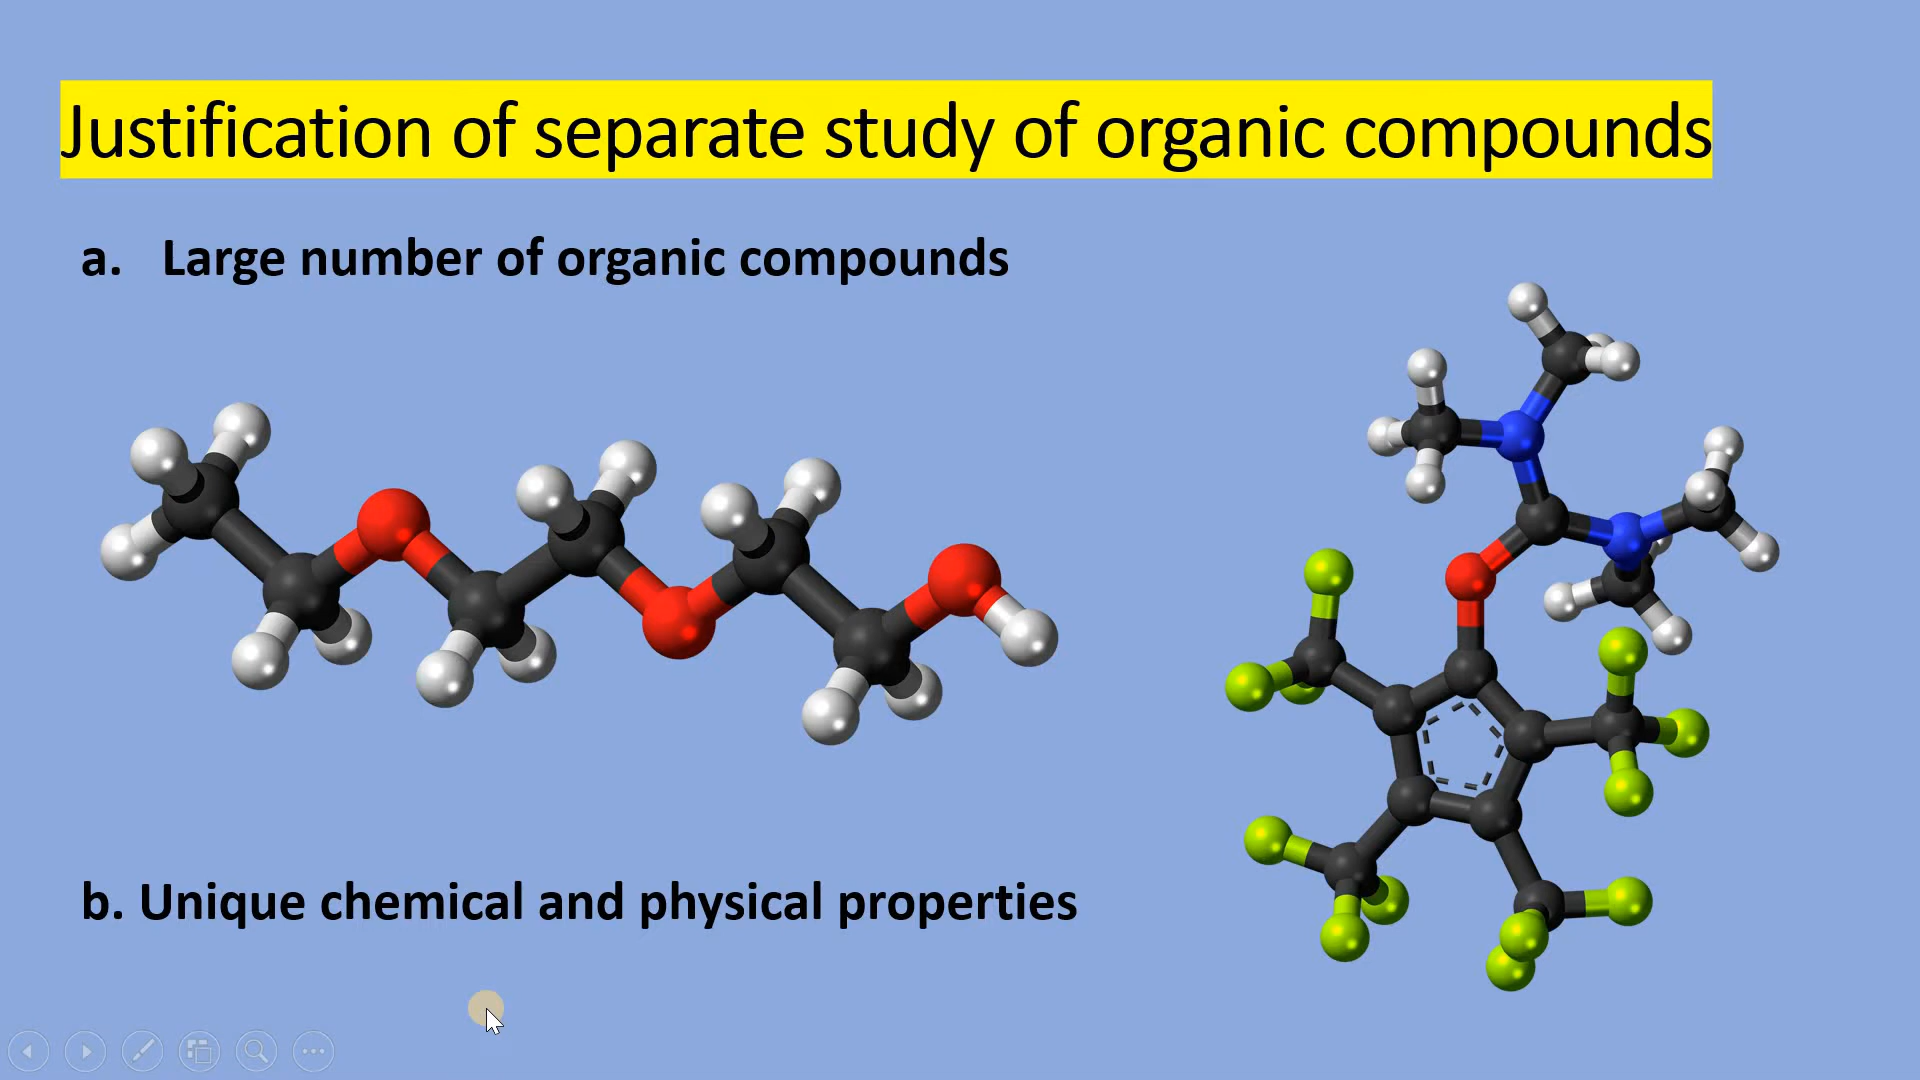 Justification of separate study of organic compounds
a. Large number of organic compounds
b. Unique chemical and physical properties